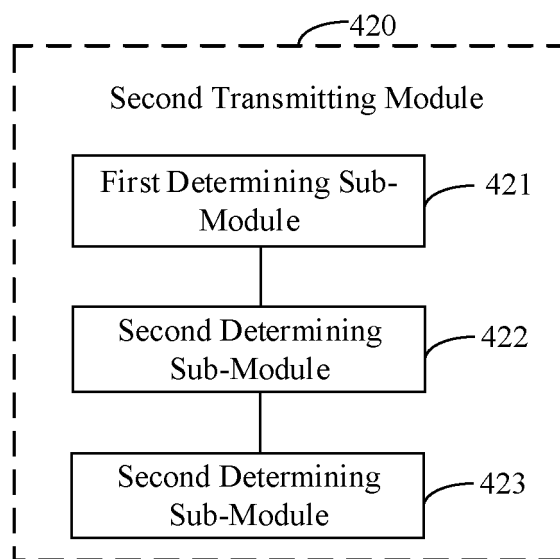 420
Second Transmitting Module
First Determining Sub-
Module
421
Second Determining
Sub-Module
422
Second Determining
Sub-Module
423